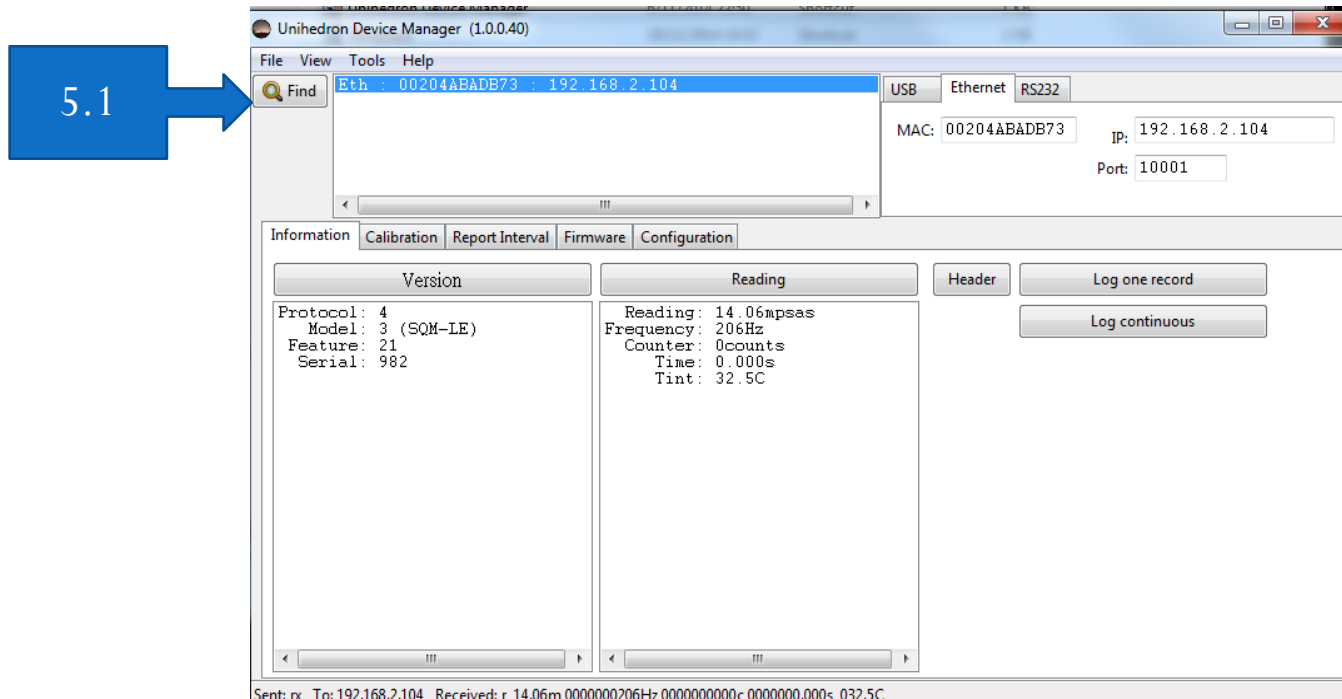 Unihedron Device Manager
Shortcut
Unihedron Device Manager (1.0.0.40)
File View Tools Help
5.1
Find
Eth : 00204ABADB73 : 192.168.2.104
USB Ethernet RS232
MAC: 00204ABADB73 IP: 192.168.2.104
Port: 10001
Information Calibration Report Interval Firmware Configuration
Version Reading Header Log one record
Log continuous
Protocol: 4
Model: 3 (SQM-LE)
Feature: 21
Serial: 982
Reading: 14.06mpsas
Frequency: 206Hz
Counter: 0counts
Time: 0.000s
Tint: 32.5C
Sent: rx To: 192.168.2.104 Received: r 14.06m,0000000206Hz,0000000000c,0000000.000s, 032.5C